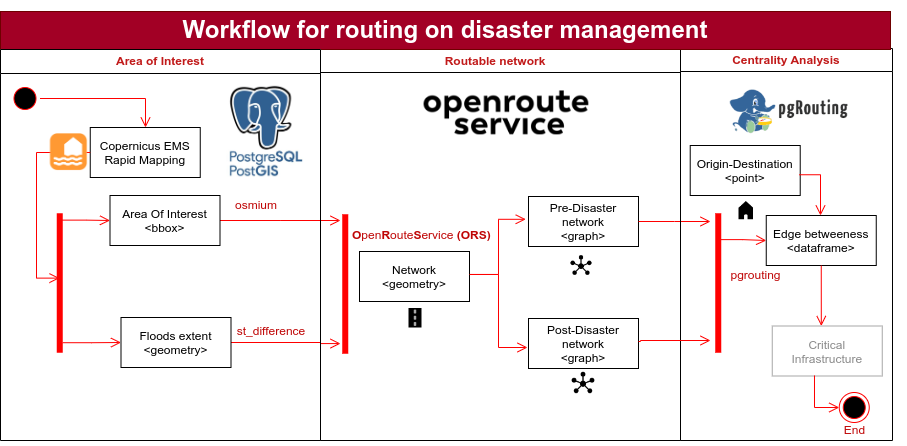 Workflow for routing on disaster management
Area of Interest
Routable network
Centrality Analysis
Copernicus EMS
Rapid Mapping
PostgreSQL
PostGIS
openroute
service
pgRouting
Origin-Destination
<point>
Area Of Interest
<bbox>
osmium
OpenRouteService (ORS)
Pre-Disaster
network
<graph>
Edge betweeness
<dataframe>
Network
<geometry>
pgrouting
Floods extent
<geometry>
st_difference
Post-Disaster
network
<graph>
Critical
Infrastructure
End